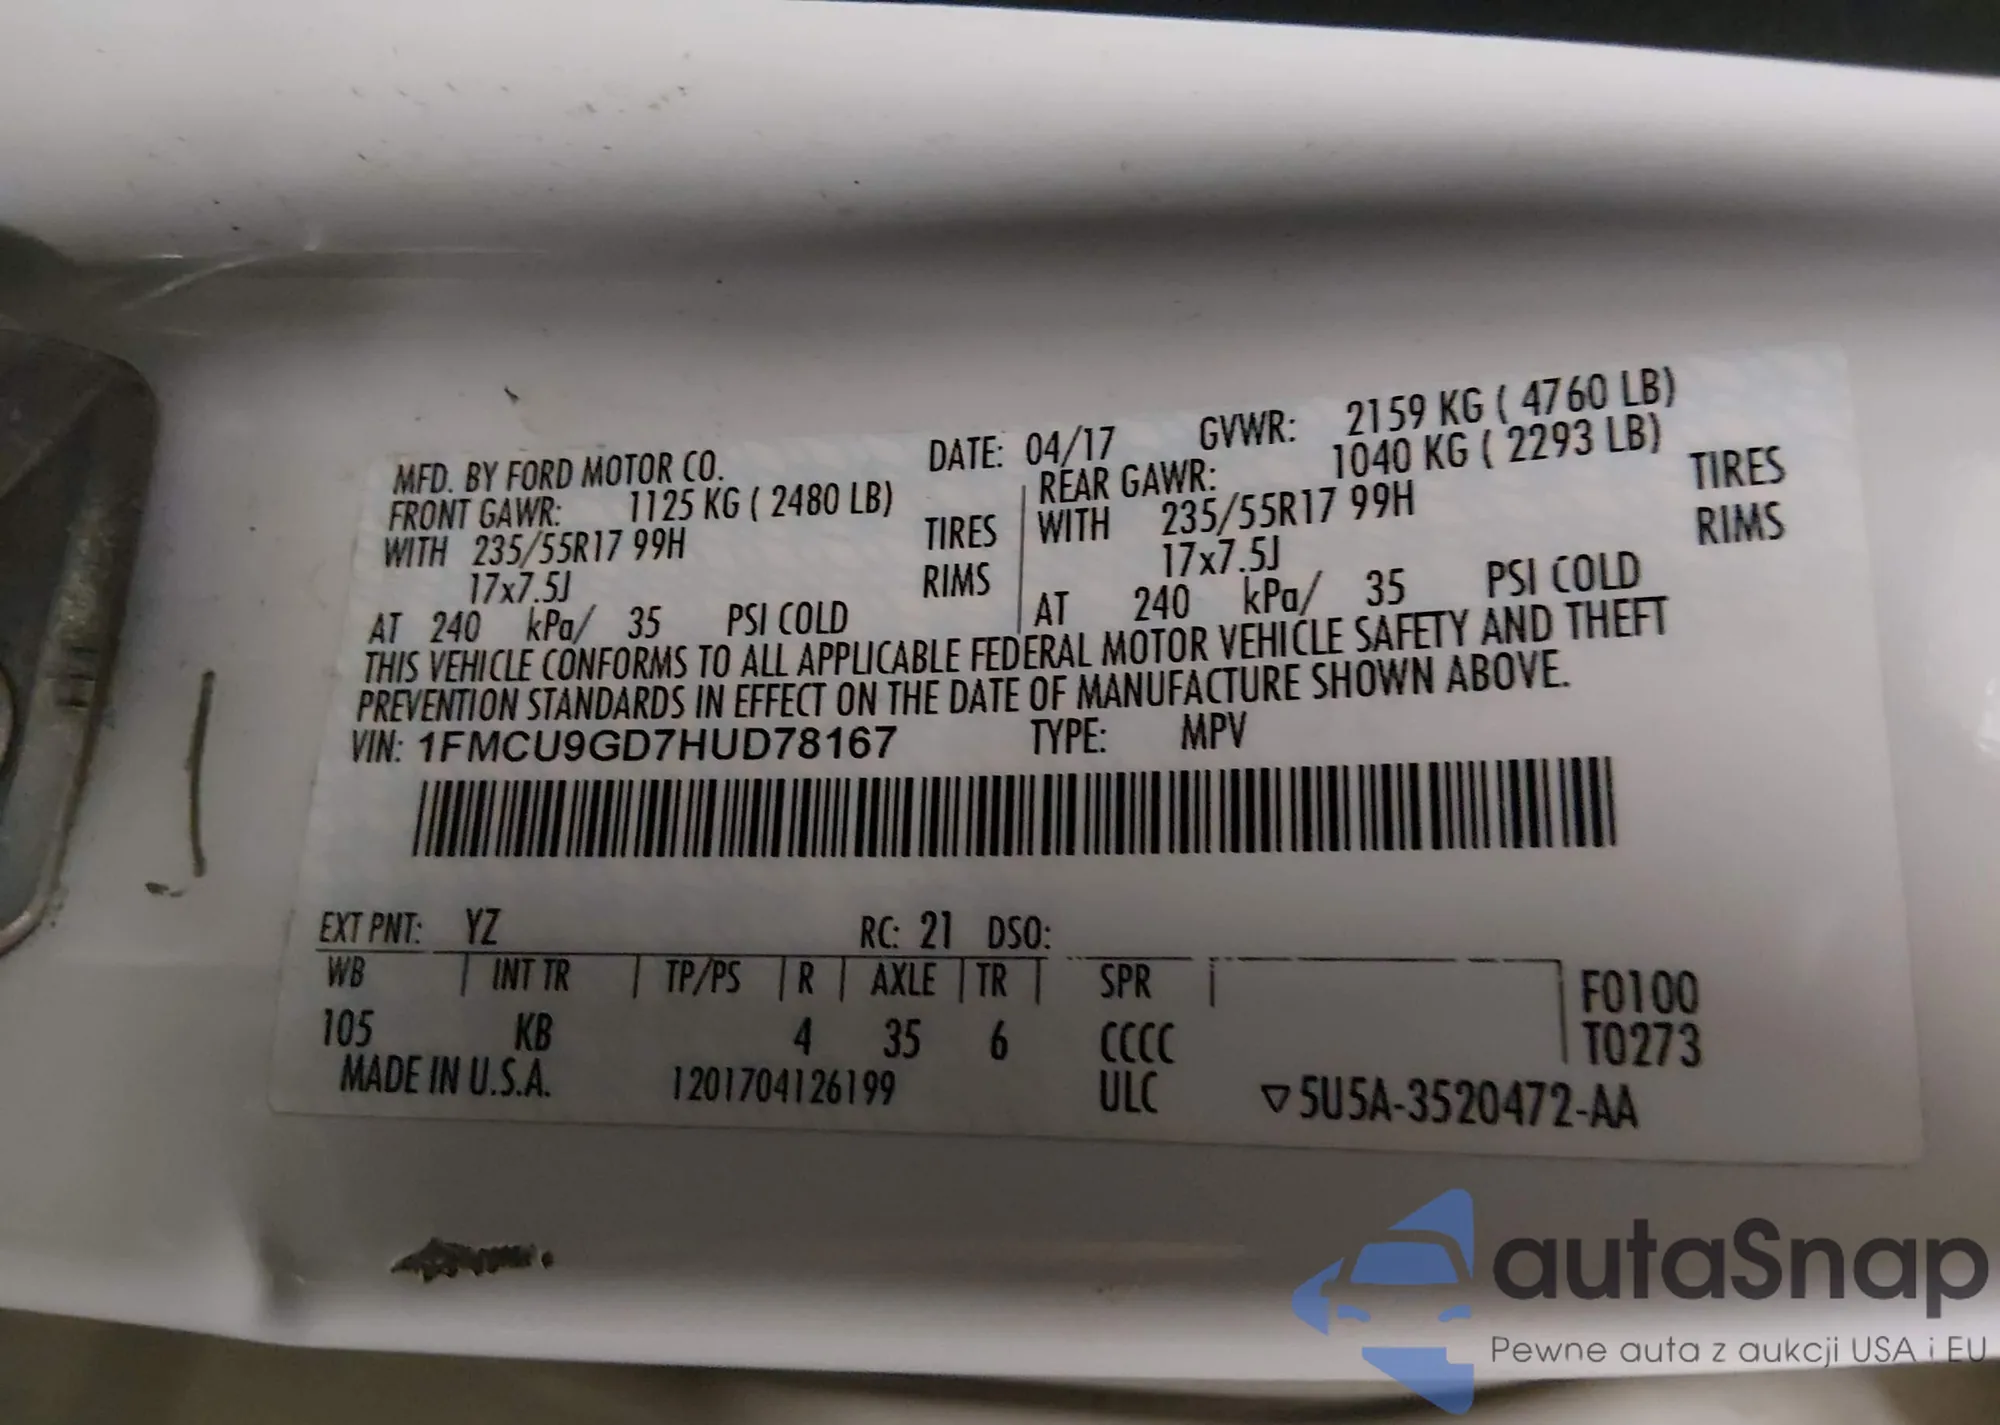 MFD. BY FORD MOTOR CO. DATE: 04/17 GVWR: 2159 KG ( 4760 LB)
FRONT GAWR: 1125 KG ( 2480 LB) REAR GAWR: 1040 KG ( 2293 LB)
WITH 235/55R17 99H TIRES WITH 235/55R17 99H TIRES
17x7.5J RIMS 17x7.5J RIMS
AT 240 kPa/ 35 PSI COLD AT 240 kPa/ 35 PSI COLD
THIS VEHICLE CONFORMS TO ALL APPLICABLE FEDERAL MOTOR VEHICLE SAFETY AND THEFT
PREVENTION STANDARDS IN EFFECT ON THE DATE OF MANUFACTURE SHOWN ABOVE.
VIN: 1FMCU9GD7HUD78167 TYPE: MPV
EXT PNT: YZ RC: 21 DSO:
WB INT TR TP/PS R AXLE TR SPR F0100
105 KB 4 35 6 CCCC T0273
MADE IN U.S.A. 1201704126199 ULC ▽5U5A-3520472-AA
autaSnap
Pewne auta z aukcji USA i EU